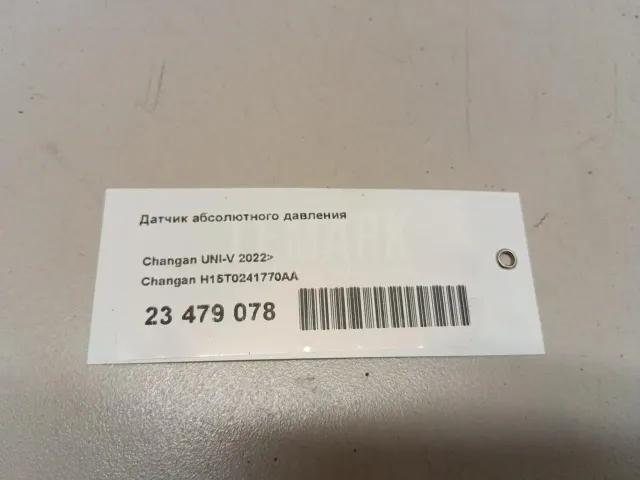 Датчик абсолютного давления
Changan UNI-V 2022>
Changan H15T0241770AA
23 479 078